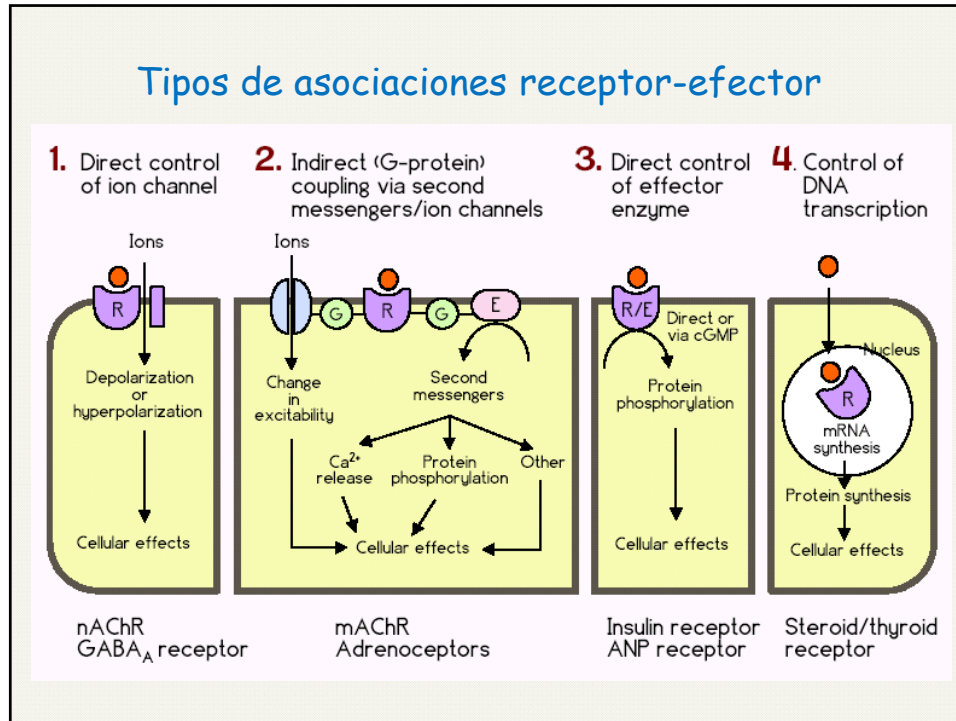 Tipos de asociaciones receptor-efector
1. Direct control
of ion channel
Ions
R
Depolarization
or
hyperpolarization
Cellular effects
nAChR
GABA_A receptor
2. Indirect (G-protein)
coupling via second
messengers/ion channels
Ions
G
R
G
E
Change
in
excitability
Second
messengers
Ca²⁺
release
Protein
phosphorylation
Other
Cellular effects
mAChR
Adrenoceptors
3. Direct control
of effector
enzyme
R/E
Direct or
via cGMP
Protein
phosphorylation
Cellular effects
Insulin receptor
ANP receptor
4. Control of
DNA
transcription
Nucleus
R
mRNA
synthesis
Protein synthesis
Cellular effects
Steroid/thyroid
receptor